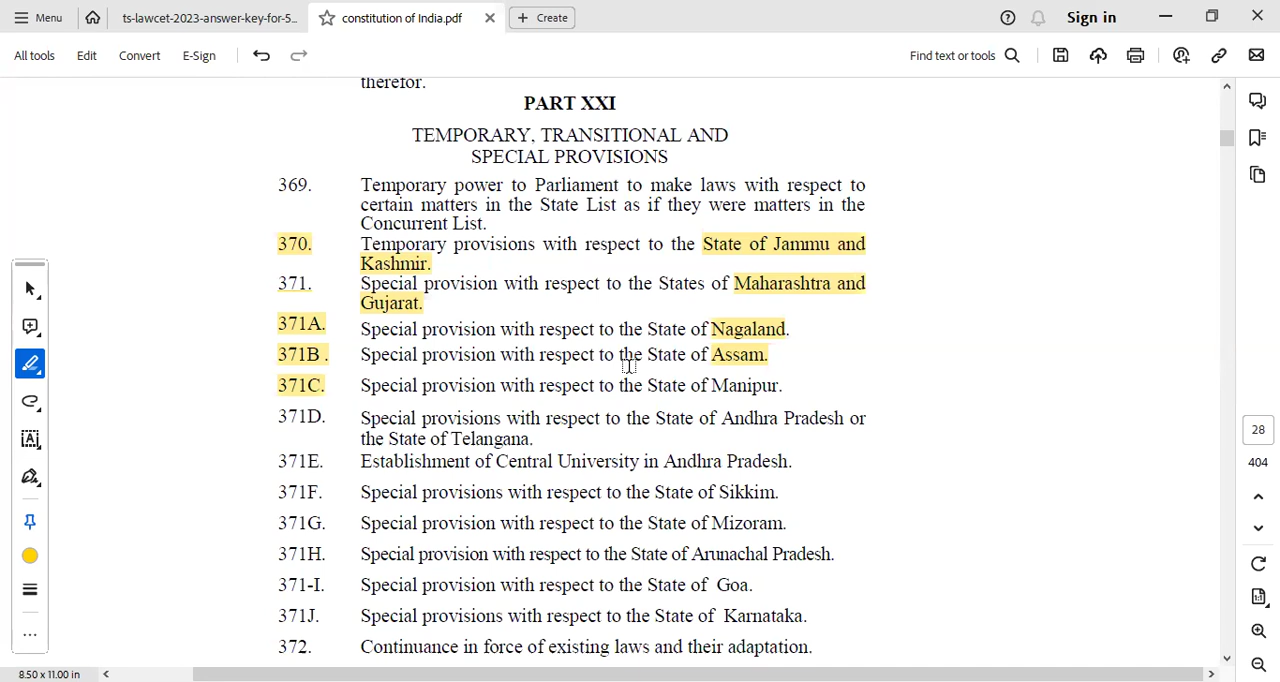 Menu ts-lawcet-2023-answer-key-for-5... constitution of India.pdf Create Sign in
All tools Edit Convert E-Sign Find text or tools
therefor.
PART XXI
TEMPORARY, TRANSITIONAL AND
SPECIAL PROVISIONS
369. Temporary power to Parliament to make laws with respect to
certain matters in the State List as if they were matters in the
Concurrent List.
370. Temporary provisions with respect to the State of Jammu and
Kashmir.
371. Special provision with respect to the States of Maharashtra and
Gujarat.
371A. Special provision with respect to the State of Nagaland.
371B . Special provision with respect to the State of Assam.
371C. Special provision with respect to the State of Manipur.
371D. Special provisions with respect to the State of Andhra Pradesh or
the State of Telangana.
371E. Establishment of Central University in Andhra Pradesh.
371F. Special provisions with respect to the State of Sikkim.
371G. Special provision with respect to the State of Mizoram.
371H. Special provision with respect to the State of Arunachal Pradesh.
371-I. Special provision with respect to the State of Goa.
371J. Special provisions with respect to the State of Karnataka.
372. Continuance in force of existing laws and their adaptation.
28
404
8.50 x 11.00 in